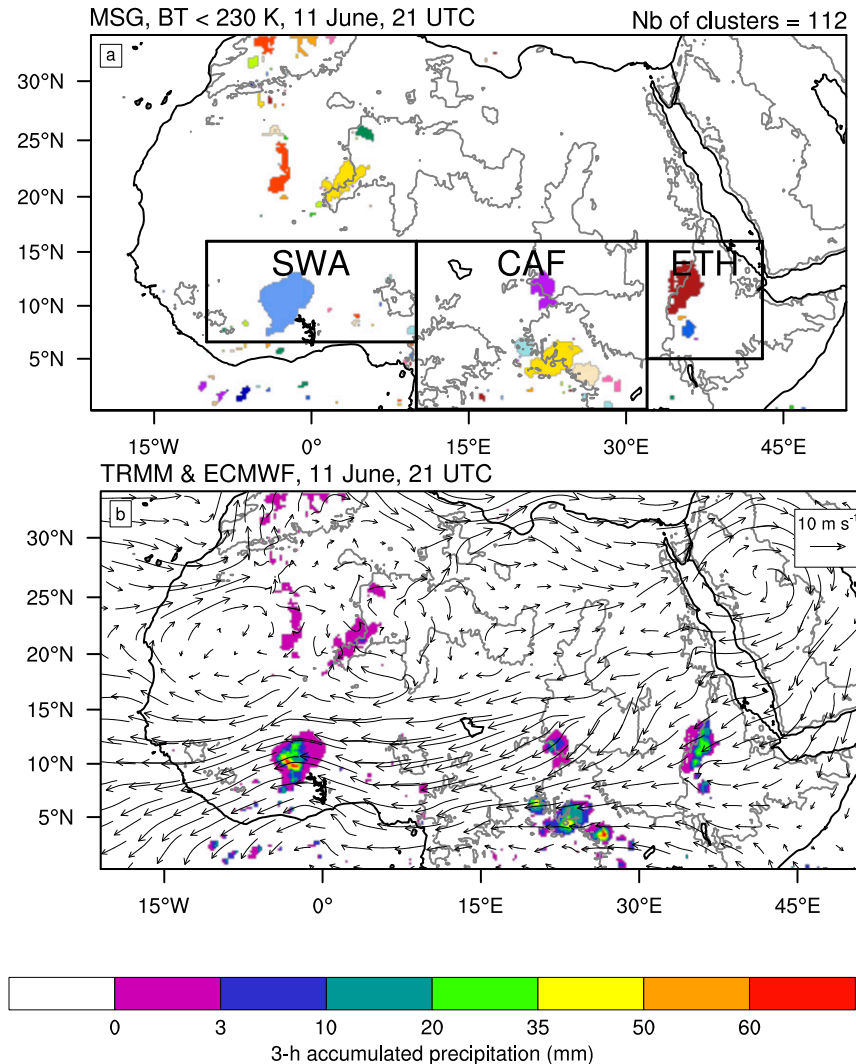 MSG, BT < 230 K, 11 June, 21 UTC Nb of clusters = 112
a
30°N
25°N
20°N
15°N
10°N
5°N
SWA CAF ETH
15°W 0° 15°E 31°E 45°E
TRMM & ECMWF, 11 June, 21 UTC
b
10 m s⁻¹
30°N
25°N
20°N
15°N
10°N
5°N
15°W 0° 15°E 30°E 45°E
0 3 10 20 35 50 60
3-h accumulated precipitation (mm)